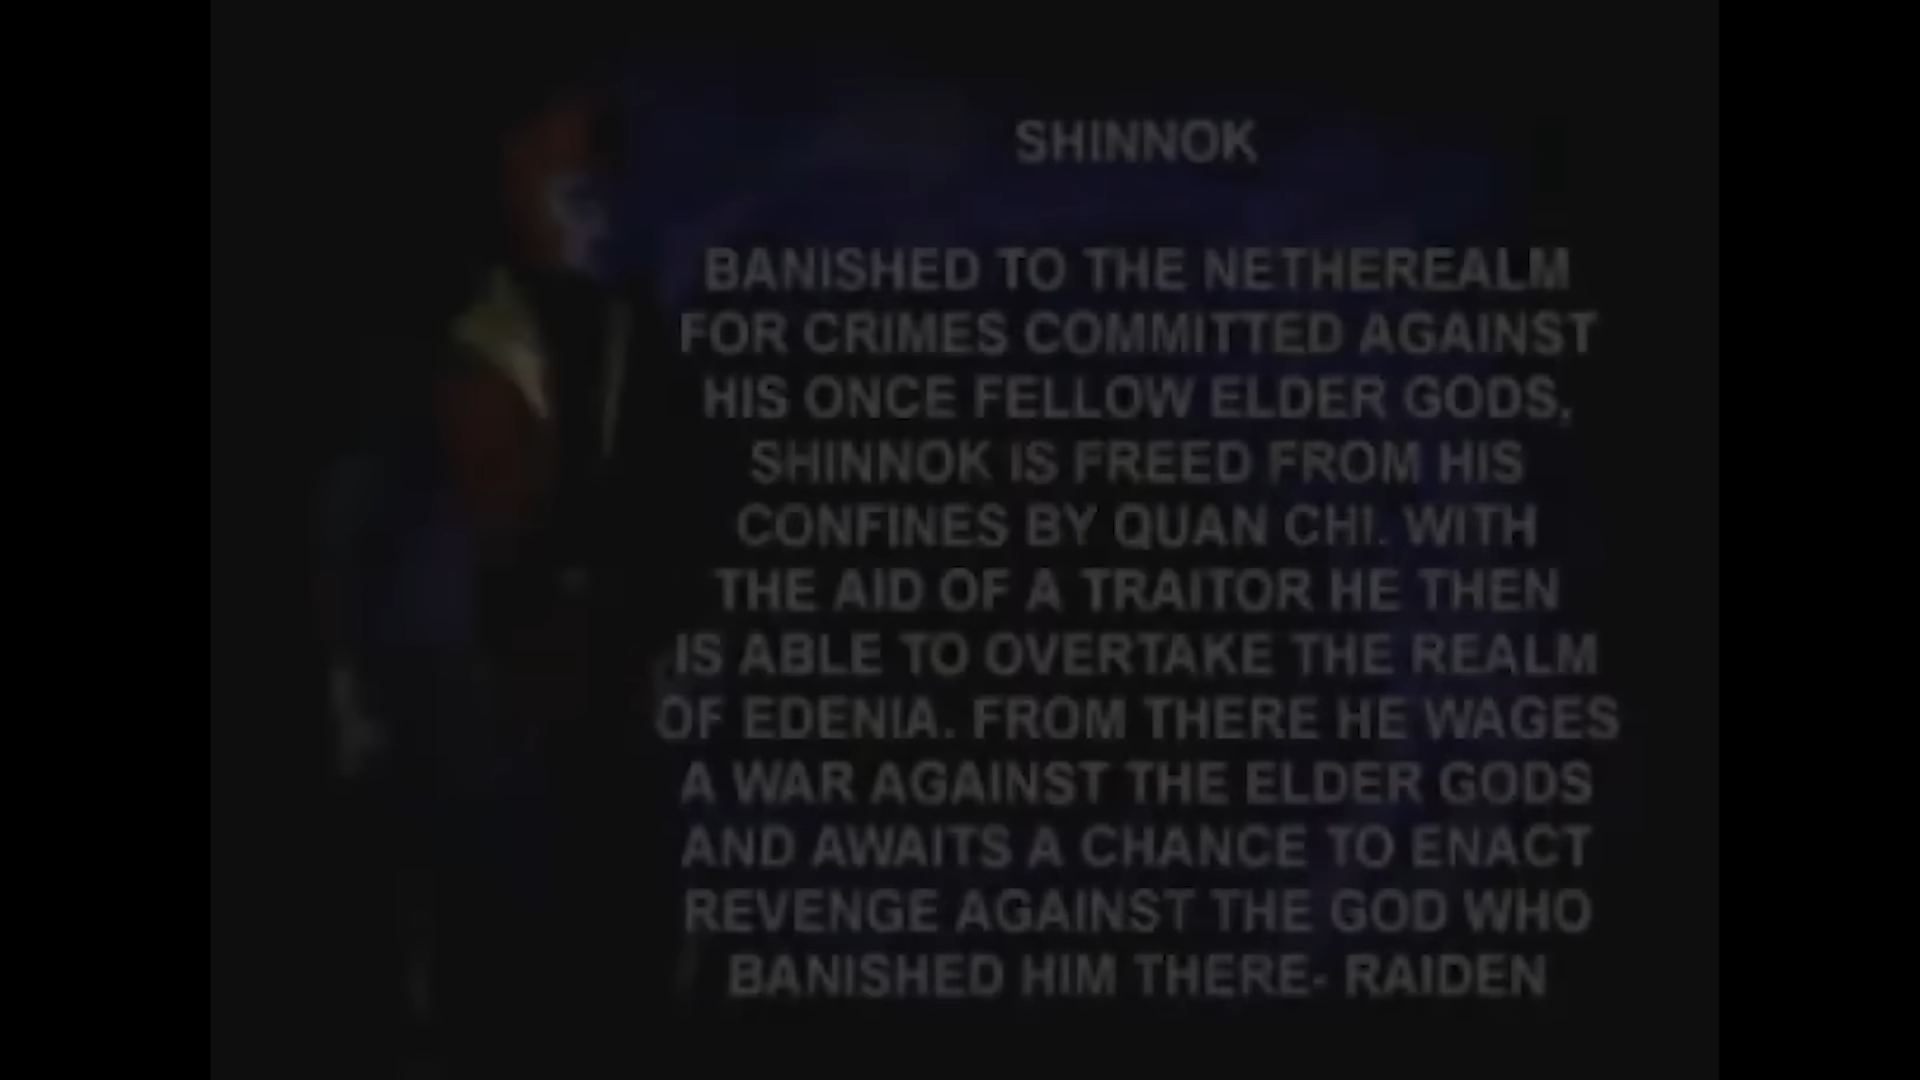 SHINNOK
BANISHED TO THE NETHEREALM
FOR CRIMES COMMITTED AGAINST
HIS ONCE FELLOW ELDER GODS,
SHINNOK IS FREED FROM HIS
CONFINES BY QUAN CHI. WITH
THE AID OF A TRAITOR HE THEN
IS ABLE TO OVERTAKE THE REALM
OF EDENIA. FROM THERE HE WAGES
A WAR AGAINST THE ELDER GODS
AND AWAITS A CHANCE TO ENACT
REVENGE AGAINST THE GOD WHO
BANISHED HIM THERE- RAIDEN